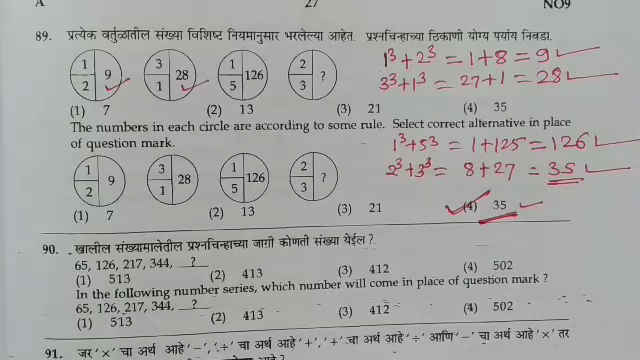 A 27 NO9
89. प्रत्येक वर्तुळातील संख्या विशिष्ट नियमानुसार भरलेल्या आहेत. प्रश्नचिन्हाच्या ठिकाणी योग्य पर्याय निवडा.
1 2 9 3 1 28 1 5 126 2 3 ?
1³+2³ = 1+8 = 9
3³+1³ = 27+1 = 28
(1) 7 (2) 13 (3) 21 (4) 35
The numbers in each circle are according to some rule. Select correct alternative in place
of question mark.
1³+5³ = 1+125 = 126
2³+3³ = 8+27 = 35
1 2 9 3 1 28 1 5 126 2 3 ?
(1) 7 (2) 13 (3) 21 (4) 35
90. खालील संख्यामालेतील प्रश्नचिन्हाच्या जागी कोणती संख्या येईल ?
65, 126, 217, 344, ?
(1) 513 (2) 413 (3) 412 (4) 502
In the following number series, which number will come in place of question mark ?
65, 126, 217, 344, ?
(1) 513 (2) 413 (3) 412 (4) 502
91. जर '×' चा अर्थ आहे '−', '÷' चा अर्थ आहे '+', '+' चा अर्थ आहे '÷' आणि '−' चा अर्थ आहे '×' तर